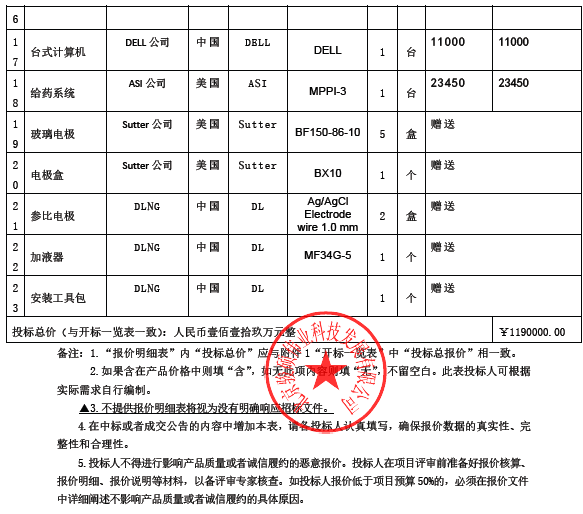 6
17 台式计算机 DELL 公司 中国 DELL DELL 1 台 11000 11000
18 给药系统 ASI 公司 美国 ASI MPPI-3 1 台 23450 23450
19 玻璃电极 Sutter 公司 美国 Sutter BF150-86-10 5 盒 赠送
20 电极盒 Sutter 公司 美国 Sutter BX10 1 个 赠送
21 参比电极 DLNG 中国 DL Ag/AgCl Electrode wire 1.0 mm 2 盒 赠送
22 加液器 DLNG 中国 DL MF34G-5 1 个 赠送
23 安装工具包 DLNG 中国 DL 1 个 赠送
投标总价（与开标一览表一致）：人民币壹佰壹拾玖万元整 ￥1190000.00
备注：1.“报价明细表”内“投标总价”应与附件1“开标一览表”中“投标总报价”相一致。
2.如果含在产品价格中则填“含”，如无此项内容则填“无”，不留空白。此表投标人可根据
实际需求自行编制。
▲3.不提供报价明细表将视为没有明确响应招标文件。
4.在中标或者成交公告的内容中增加本表，请各投标人认真填写，确保报价数据的真实性、完
整性和合理性。
5.投标人不得进行影响产品质量或者诚信履约的恶意报价。投标人在项目评审前准备好报价核算、
报价明细、报价说明等材料，以备评审专家核查。如投标人报价低于项目预算 50%的，必须在报价文件
中详细阐述不影响产品质量或者诚信履约的具体原因。